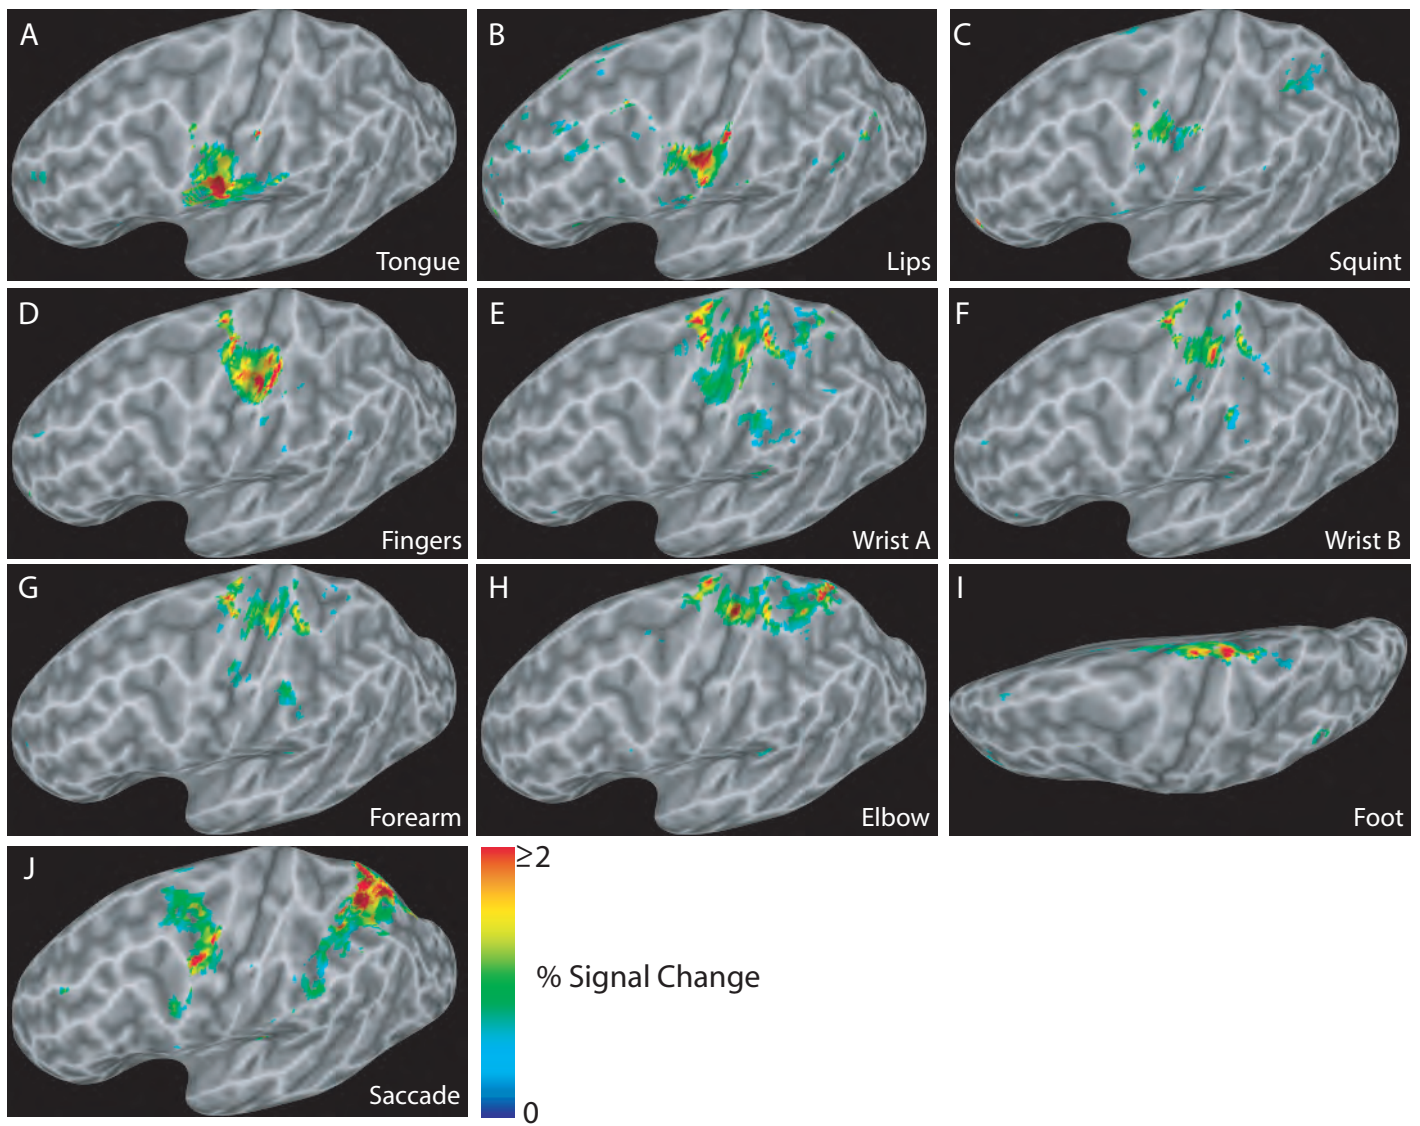 A
Tongue
B
Lips
C
Squint
D
Fingers
E
Wrist A
F
Wrist B
G
Forearm
H
Elbow
I
Foot
J
Saccade
≥2
% Signal Change
0